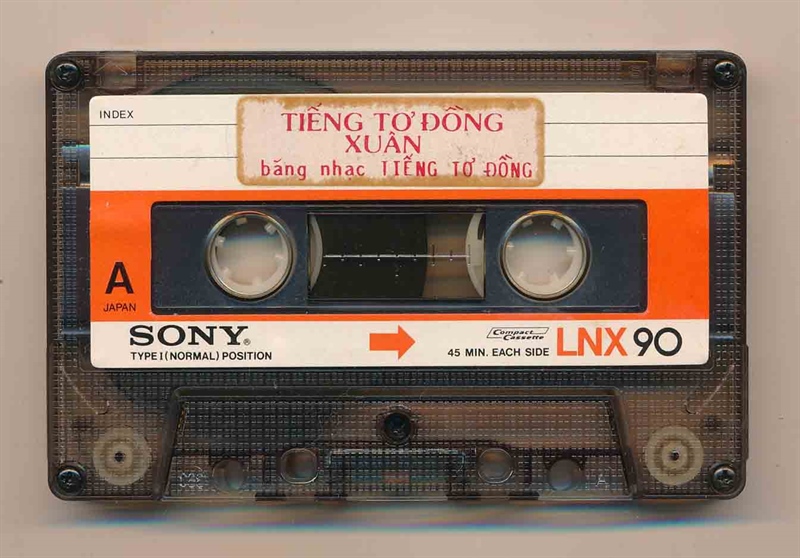 INDEX
TIẾNG TƠ ĐỒNG
XUÂN
băng nhạc TIẾNG TƠ ĐỒNG
A
JAPAN
SONY®
TYPE I (NORMAL) POSITION
Compact
Cassette
45 MIN. EACH SIDE
LNX 90